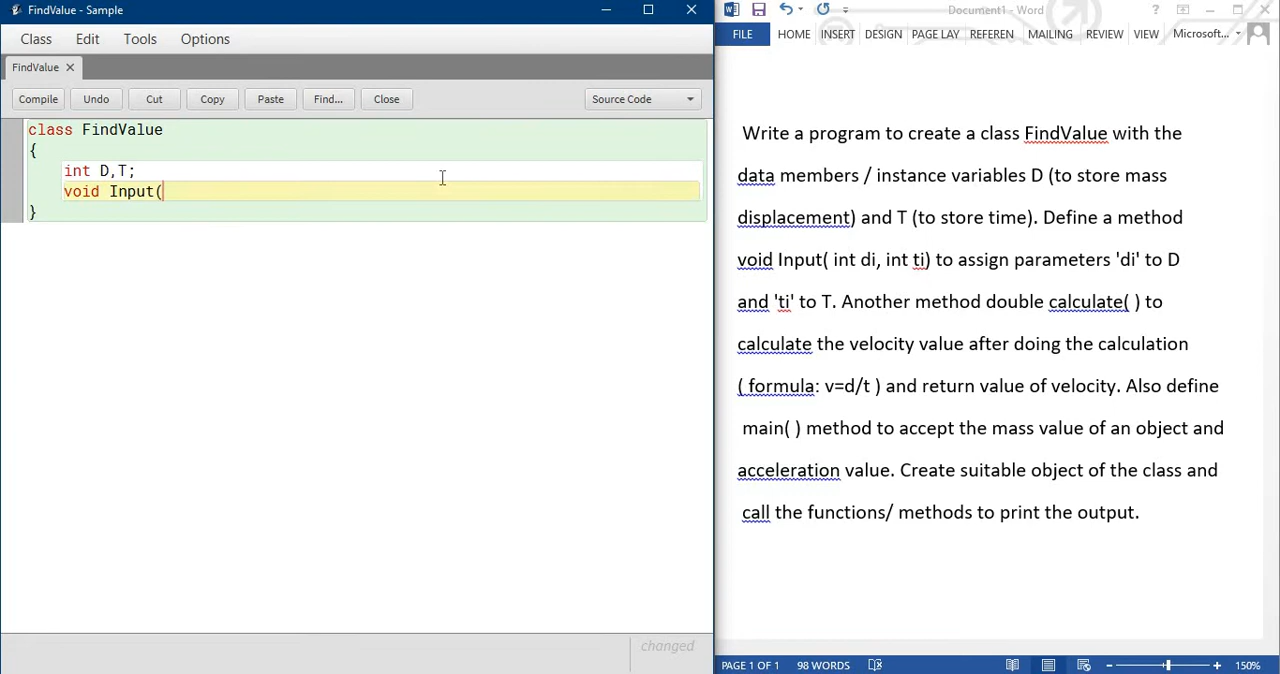 FindValue - Sample
Class Edit Tools Options
FindValue ×
Compile Undo Cut Copy Paste Find... Close Source Code
class FindValue
{
int D,T;
void Input(
}
changed
Document1 - Word
FILE HOME INSERT DESIGN PAGE LAY REFEREN MAILING REVIEW VIEW Microsoft...
Write a program to create a class FindValue with the
data members / instance variables D (to store mass
displacement) and T (to store time). Define a method
void Input( int di, int ti) to assign parameters 'di' to D
and 'ti' to T. Another method double calculate( ) to
calculate the velocity value after doing the calculation
( formula: v=d/t ) and return value of velocity. Also define
main( ) method to accept the mass value of an object and
acceleration value. Create suitable object of the class and
call the functions/ methods to print the output.
PAGE 1 OF 1 98 WORDS 150%